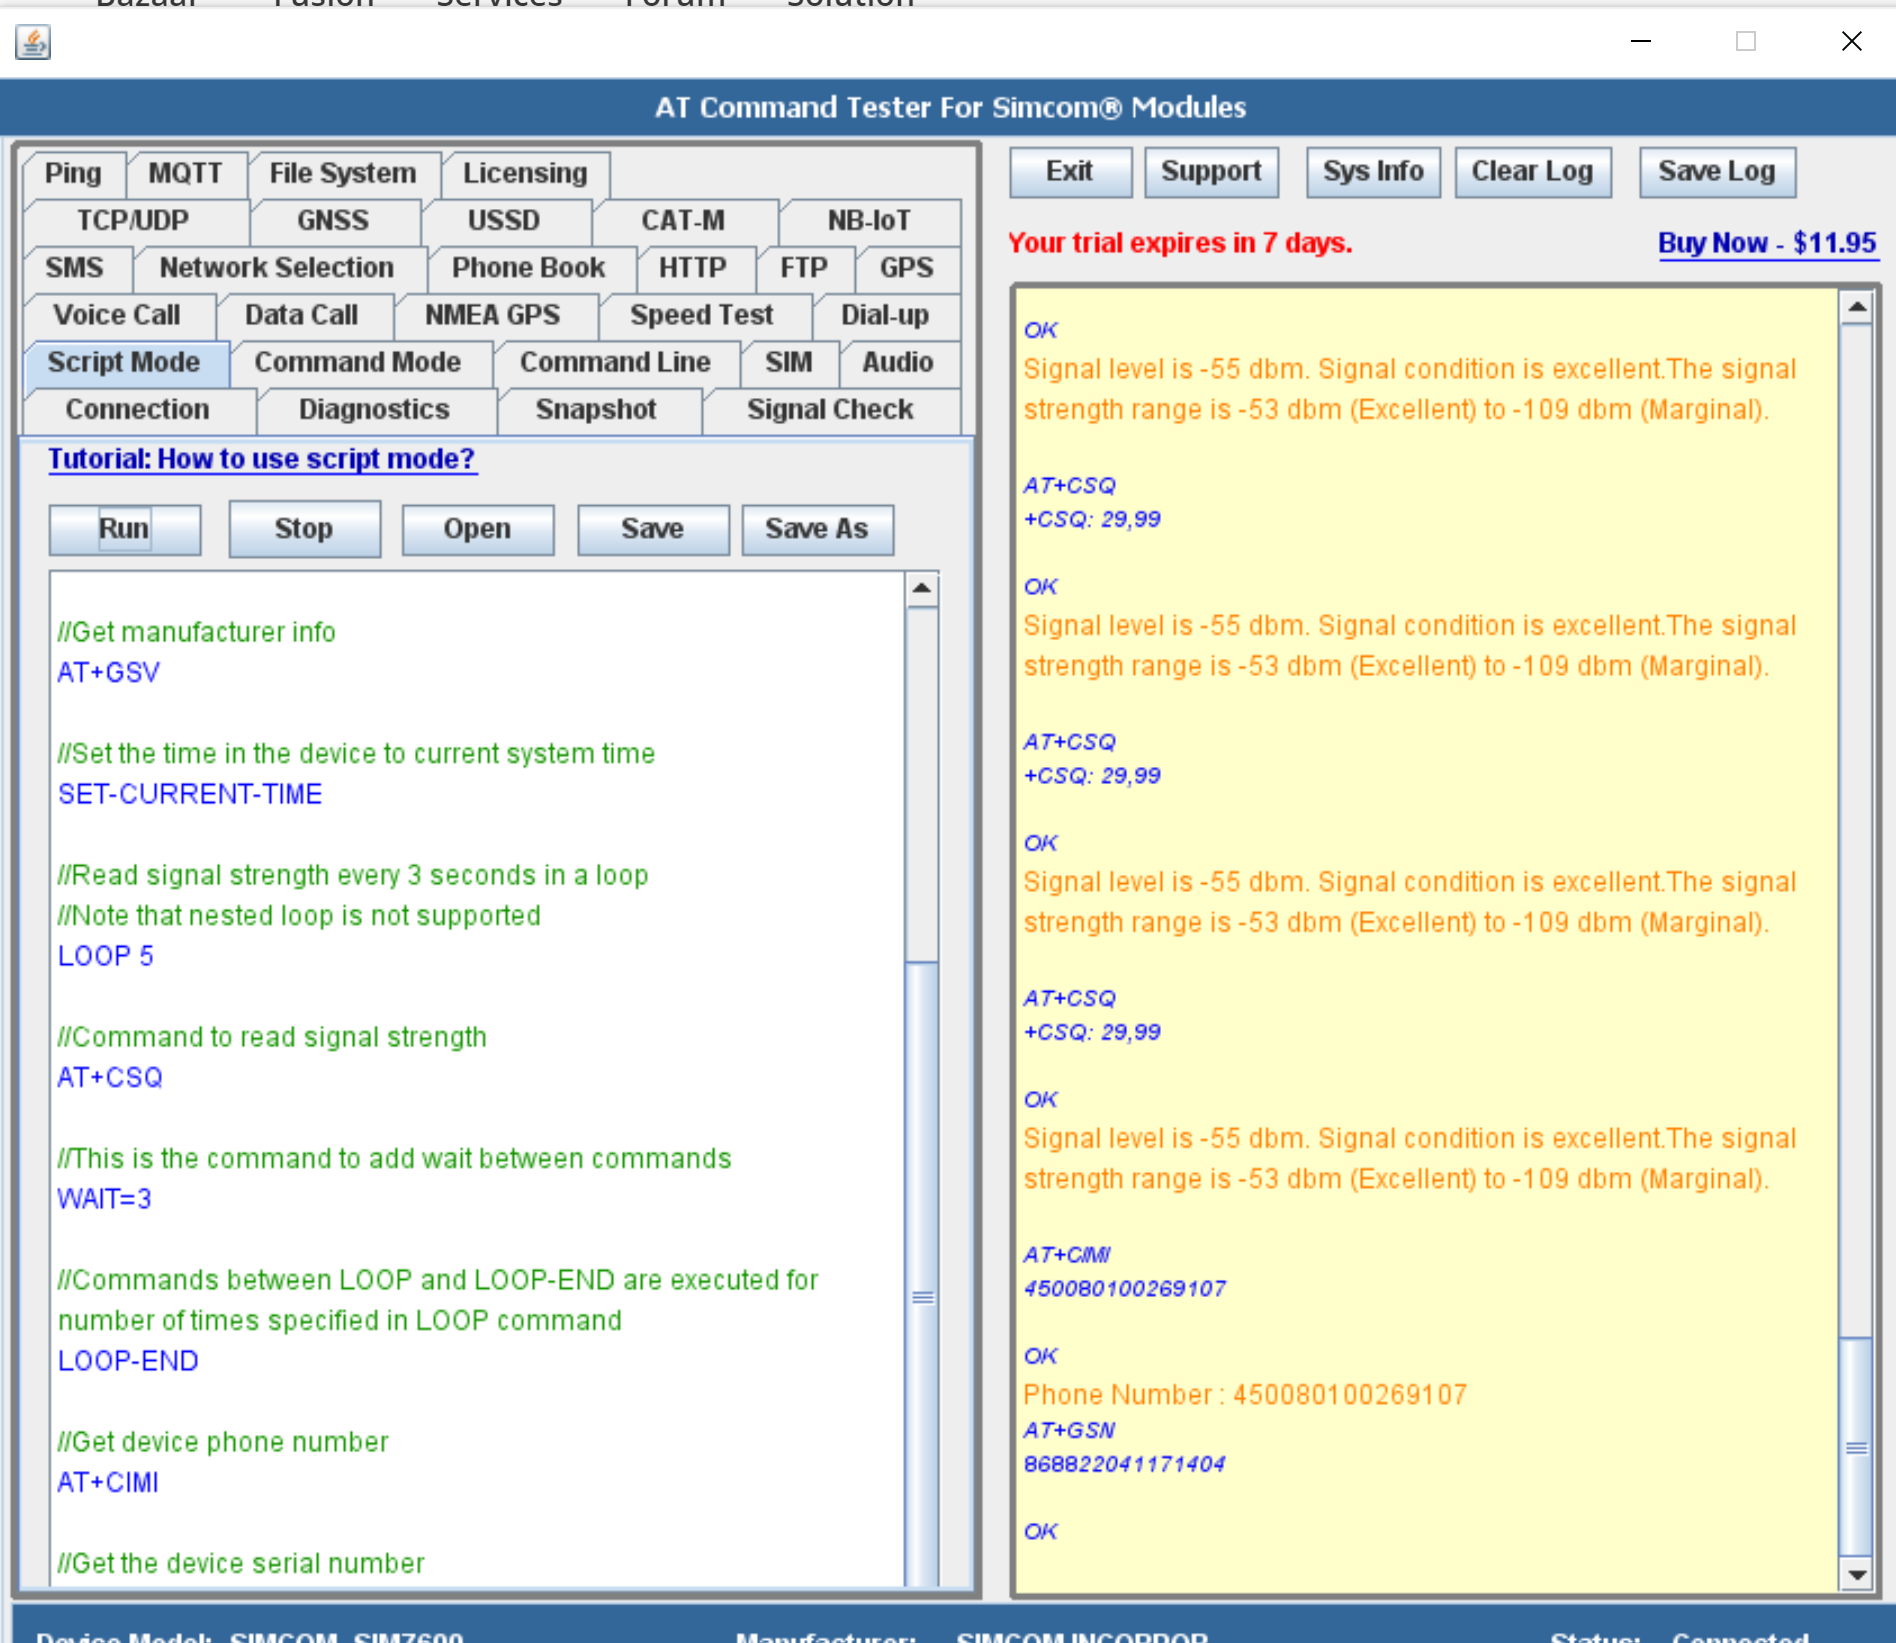 Bazaar Fusion Services Forum Solution
AT Command Tester For Simcom® Modules
Ping MQTT File System Licensing
TCP/UDP GNSS USSD CAT-M NB-IoT
SMS Network Selection Phone Book HTTP FTP GPS
Voice Call Data Call NMEA GPS Speed Test Dial-up
Script Mode Command Mode Command Line SIM Audio
Connection Diagnostics Snapshot Signal Check
Tutorial: How to use script mode?
Run Stop Open Save Save As
//Get manufacturer info
AT+GSV
//Set the time in the device to current system time
SET-CURRENT-TIME
//Read signal strength every 3 seconds in a loop
//Note that nested loop is not supported
LOOP 5
//Command to read signal strength
AT+CSQ
//This is the command to add wait between commands
WAIT=3
//Commands between LOOP and LOOP-END are executed for
number of times specified in LOOP command
LOOP-END
//Get device phone number
AT+CIMI
//Get the device serial number
Exit Support Sys Info Clear Log Save Log
Your trial expires in 7 days.
Buy Now - $11.95
OK
Signal level is -55 dbm. Signal condition is excellent.The signal
strength range is -53 dbm (Excellent) to -109 dbm (Marginal).
AT+CSQ
+CSQ: 29,99
OK
Signal level is -55 dbm. Signal condition is excellent.The signal
strength range is -53 dbm (Excellent) to -109 dbm (Marginal).
AT+CSQ
+CSQ: 29,99
OK
Signal level is -55 dbm. Signal condition is excellent.The signal
strength range is -53 dbm (Excellent) to -109 dbm (Marginal).
AT+CSQ
+CSQ: 29,99
OK
Signal level is -55 dbm. Signal condition is excellent.The signal
strength range is -53 dbm (Excellent) to -109 dbm (Marginal).
AT+CIMI
450080100269107
OK
Phone Number : 450080100269107
AT+GSN
868822041171404
OK
Device Model: SIMCOM_SIM7600 Manufacturer: SIMCOM INCORPOR Status: Connected